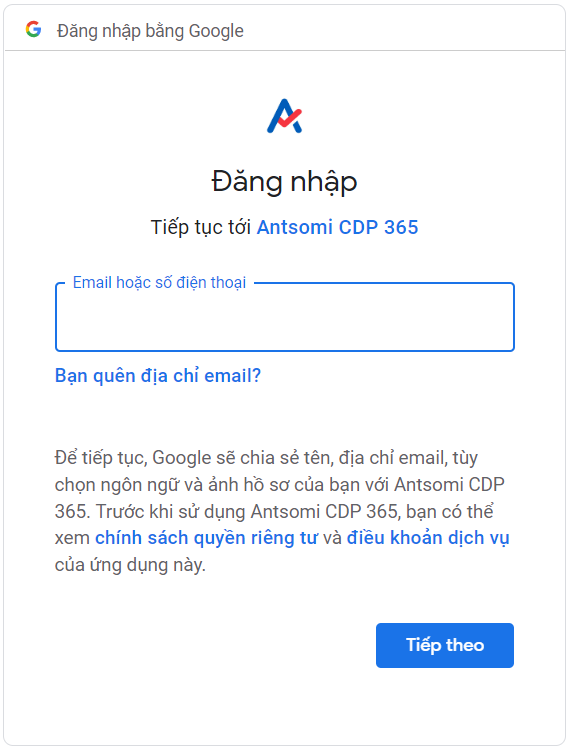 Đăng nhập bằng Google
Đăng nhập
Tiếp tục tới Antsomi CDP 365
Email hoặc số điện thoại
Bạn quên địa chỉ email?
Để tiếp tục, Google sẽ chia sẻ tên, địa chỉ email, tùy
chọn ngôn ngữ và ảnh hồ sơ của bạn với Antsomi CDP
365. Trước khi sử dụng Antsomi CDP 365, bạn có thể
xem chính sách quyền riêng tư và điều khoản dịch vụ
của ứng dụng này.
Tiếp theo